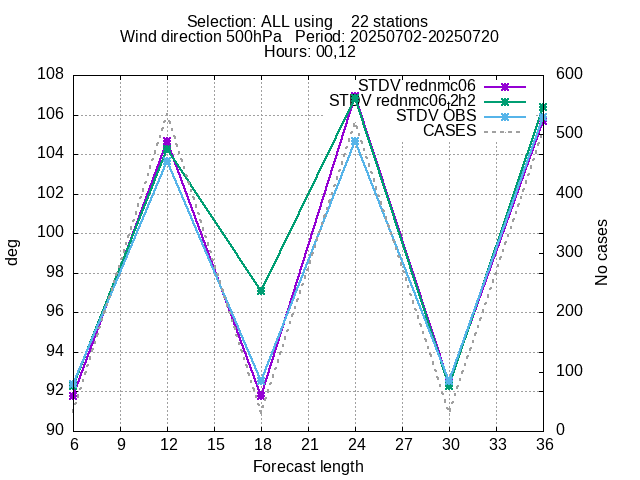 Selection: ALL using    22 stations
Wind direction 500hPa   Period: 20250702-20250720
Hours: 00,12
STDV rednmc06
STDV rednmc06,2h2
STDV OBS
CASES
108
106
104
102
100
98
96
94
92
90
deg
600
500
400
300
200
100
0
No cases
6 9 12 15 18 21 24 27 30 33 36
Forecast length